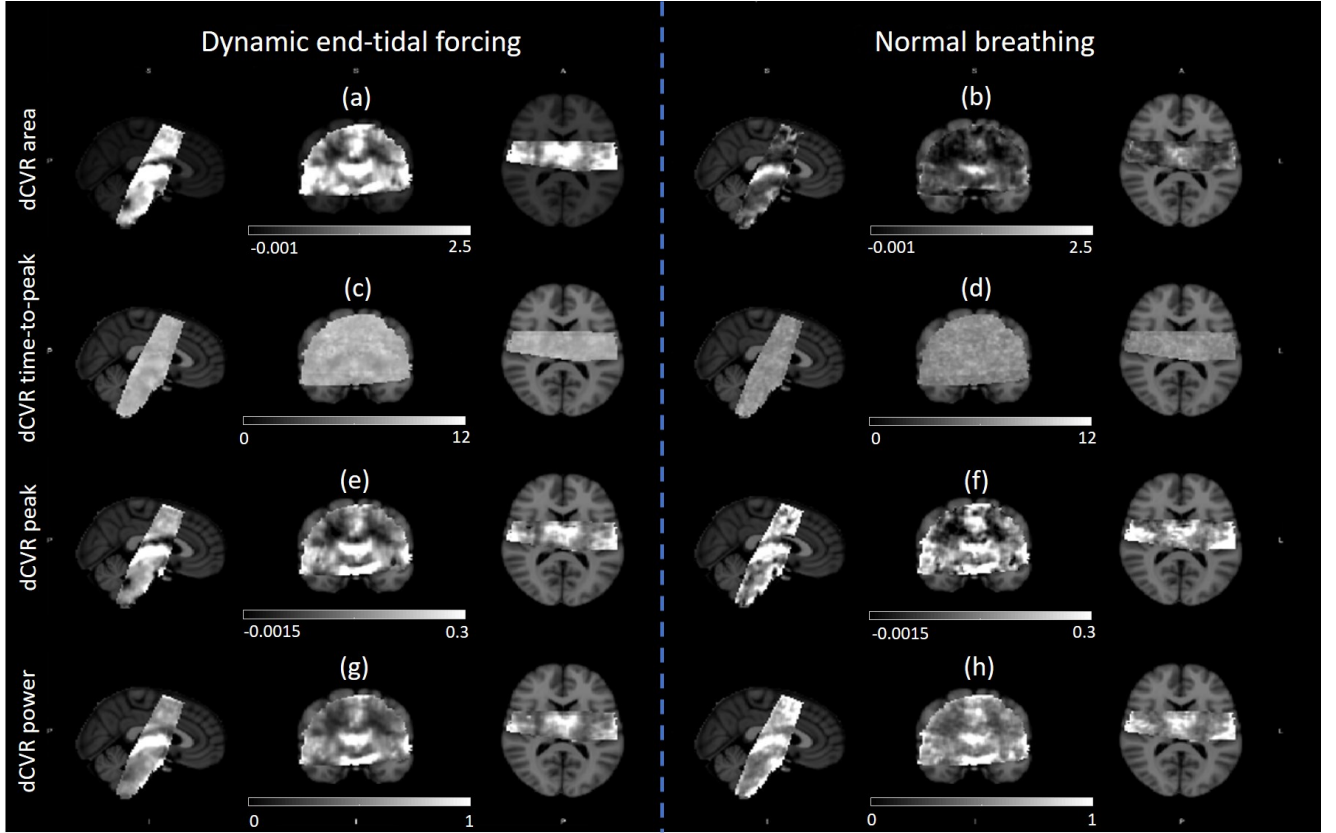 Dynamic end-tidal forcing
Normal breathing
S
S
A
S
S
A
(a)
(b)
dCVR area
P
L
-0.001
2.5
-0.001
2.5
dCVR time-to-peak
(c)
(d)
P
L
0
12
0
12
dCVR peak
(e)
(f)
P
L
-0.0015
0.3
-0.0015
0.3
dCVR power
(g)
(h)
P
L
0
1
0
1
I
I
P
I
I
P